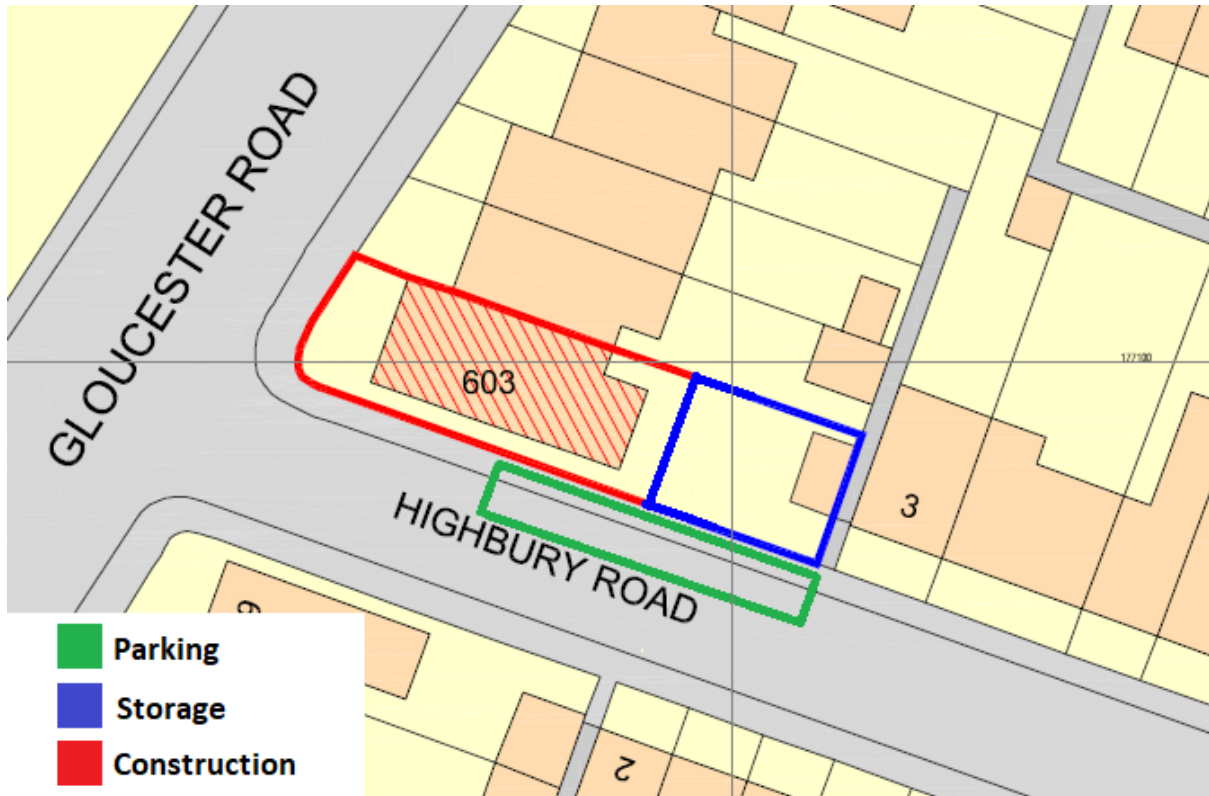 GLOUCESTER ROAD
177100
603
HIGHBURY ROAD
3
2
Parking
Storage
Construction